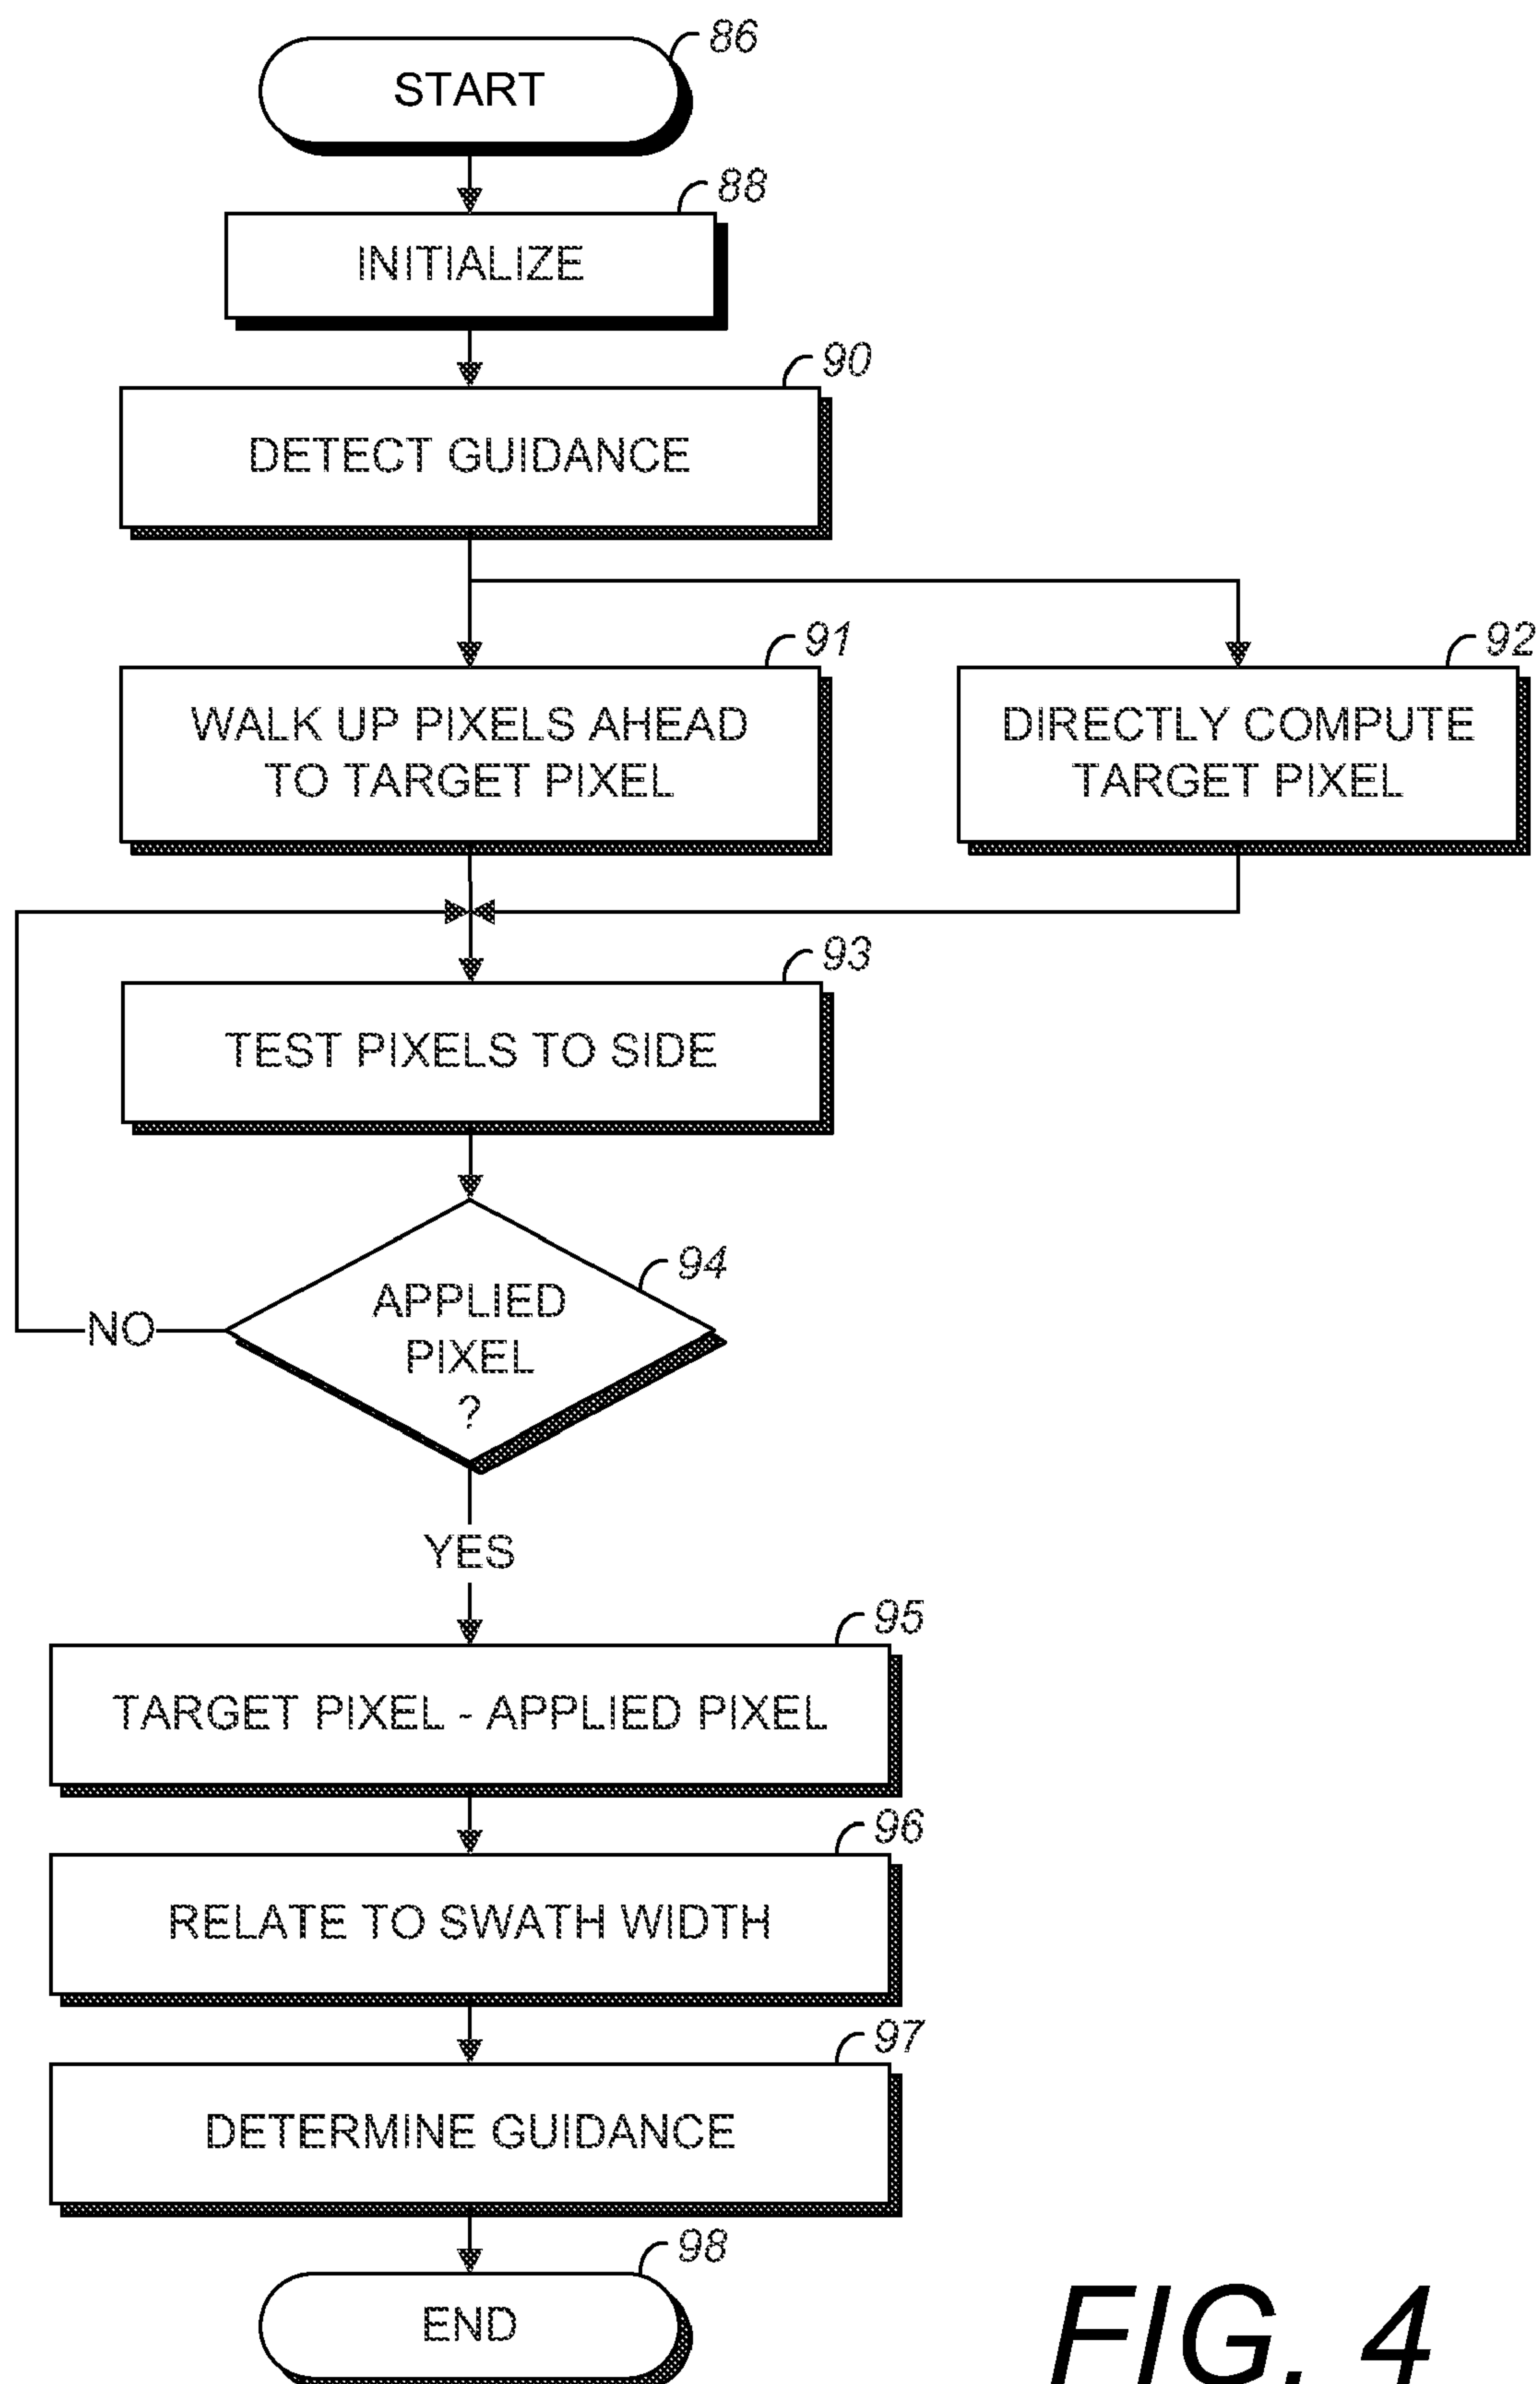 86
START
88
INITIALIZE
90
DETECT GUIDANCE
91
WALK UP PIXELS AHEAD
TO TARGET PIXEL
92
DIRECTLY COMPUTE
TARGET PIXEL
93
TEST PIXELS TO SIDE
94
APPLIED
PIXEL
?
NO
YES
95
TARGET PIXEL - APPLIED PIXEL
96
RELATE TO SWATH WIDTH
97
DETERMINE GUIDANCE
98
END
FIG. 4